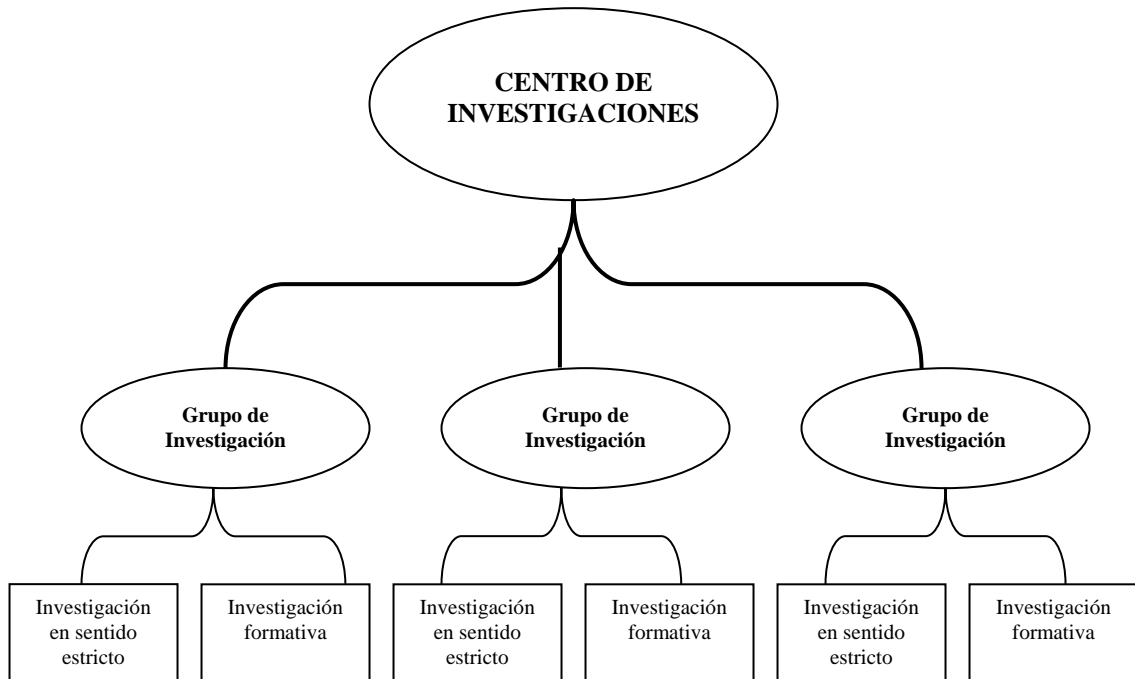 CENTRO DE
INVESTIGACIONES
Grupo de
Investigación
Grupo de
Investigación
Grupo de
Investigación
Investigación
en sentido
estricto
Investigación
formativa
Investigación
en sentido
estricto
Investigación
formativa
Investigación
en sentido
estricto
Investigación
formativa